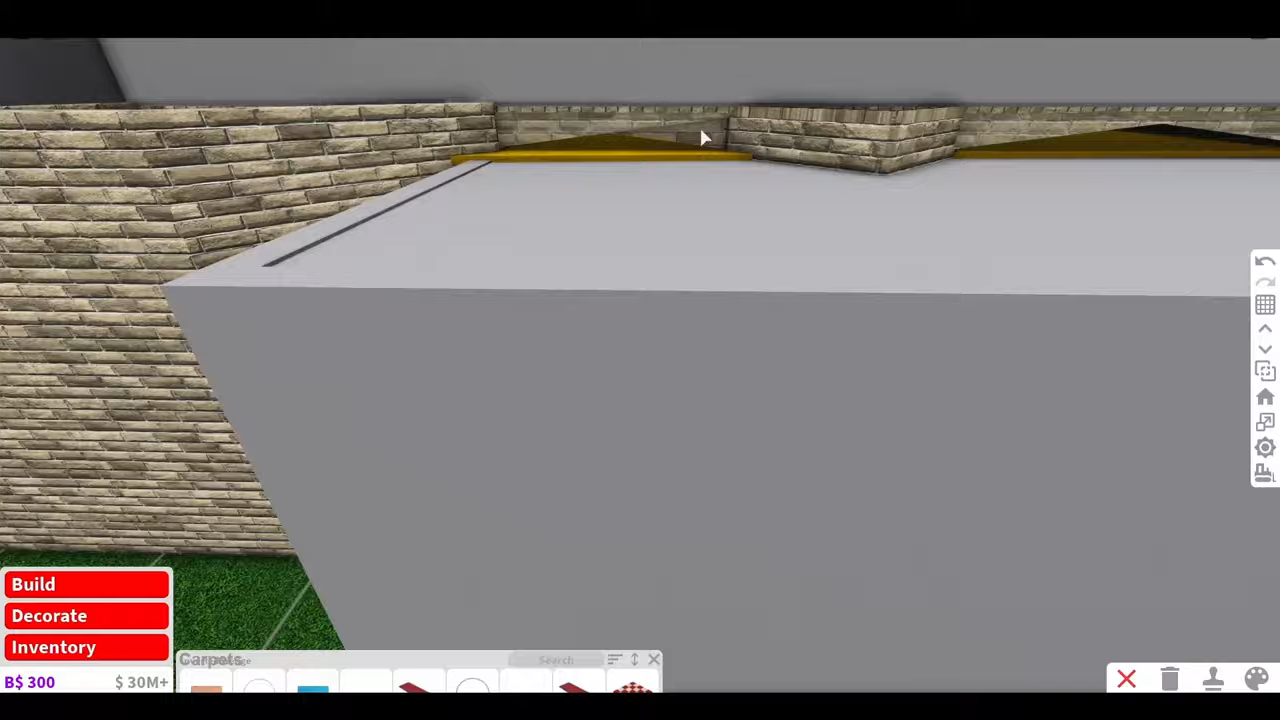 Build
Decorate
Inventory
B$ 300
$ 30M+
Carpets
Search